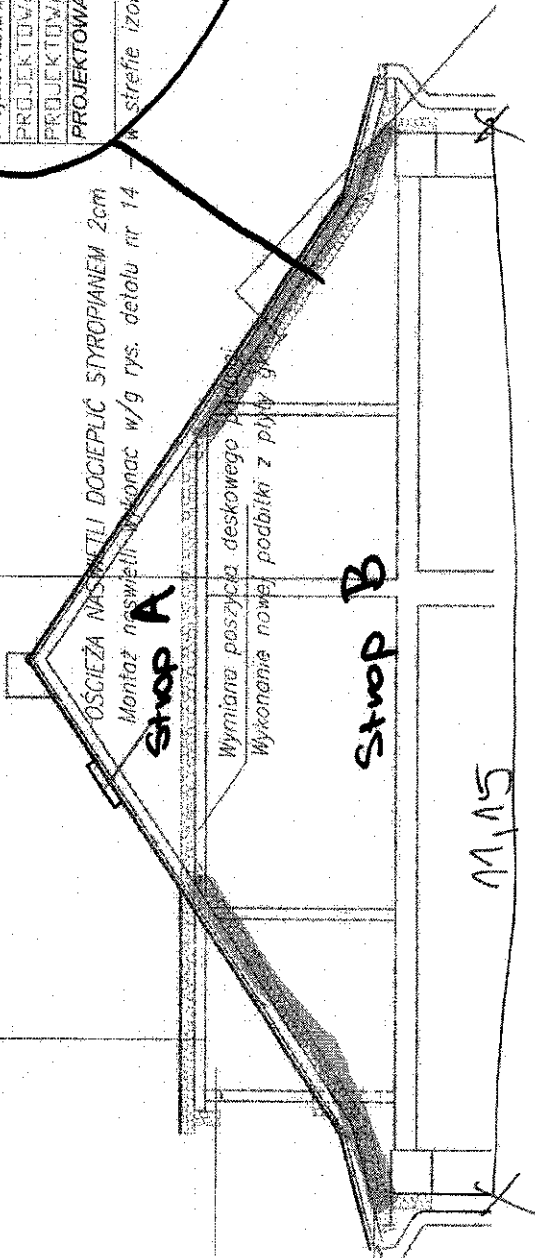 PROJEKTOWA
PROJEKTOWA
PROJEKTOWA
w strefie izo
OŚCIEŻA NAŚWIETLI DOCIEPLIĆ STYROPIANEM 2cm
Montaż naświetli wykonać w/g rys. detalu nr 14
Strop A
Wymiana poszycia deskowego
Wykonanie nowej podbitki z płyty
Strop B
11,15